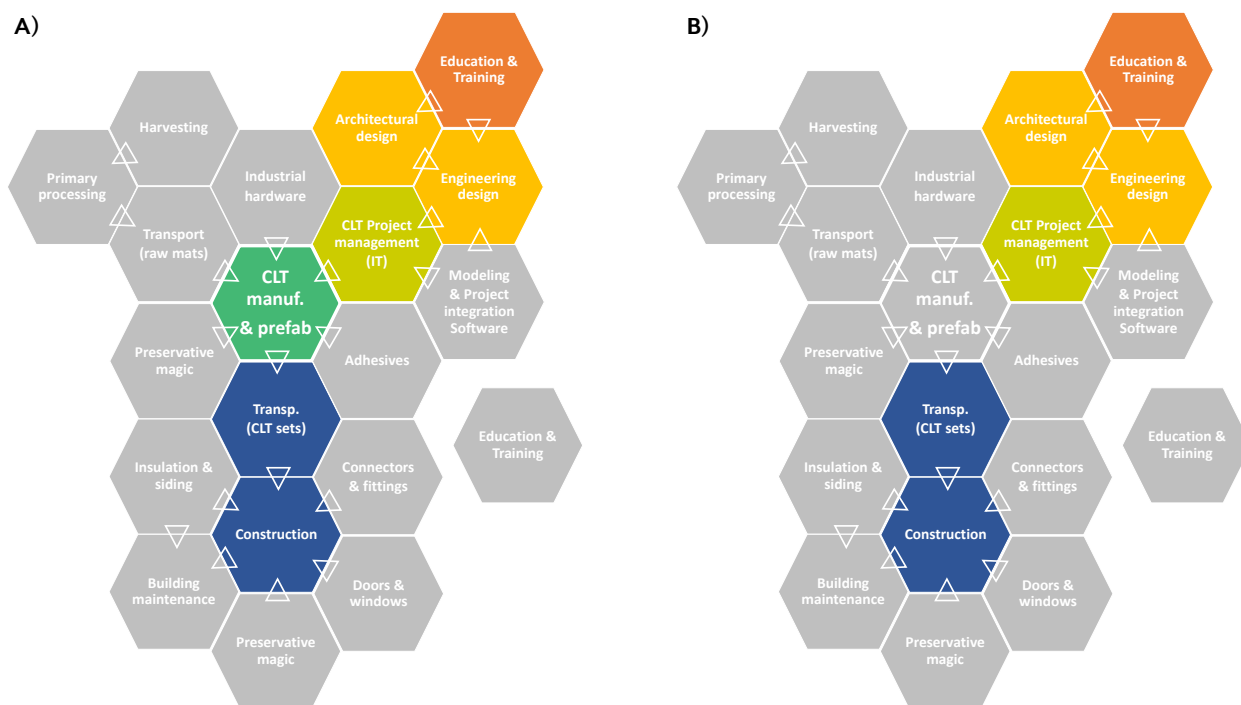 A)
Education &
Training
Harvesting
Architectural
design
Primary
processing
Industrial
hardware
Engineering
design
Transport
(raw mats)
CLT Project
management
(IT)
CLT
manuf.
& prefab
Modeling
& Project
integration
Software
Preservative
magic
Adhesives
Transp.
(CLT sets)
Education &
Training
Insulation &
siding
Connectors
& fittings
Construction
Building
maintenance
Doors &
windows
Preservative
magic
B)
Education &
Training
Harvesting
Architectural
design
Primary
processing
Industrial
hardware
Engineering
design
Transport
(raw mats)
CLT Project
management
(IT)
CLT
manuf.
& prefab
Modeling
& Project
integration
Software
Preservative
magic
Adhesives
Transp.
(CLT sets)
Education &
Training
Insulation &
siding
Connectors
& fittings
Construction
Building
maintenance
Doors &
windows
Preservative
magic